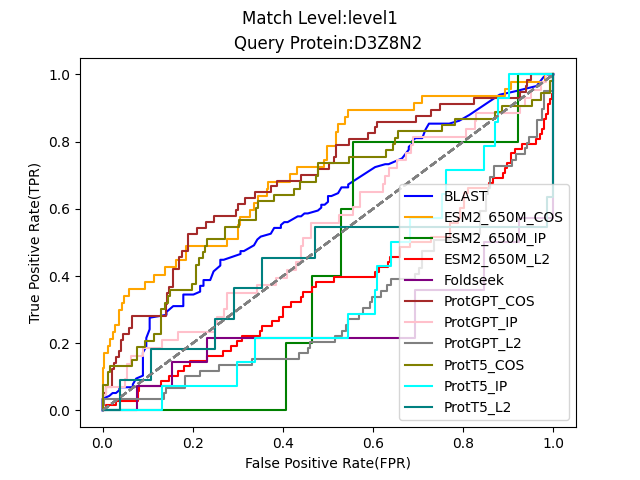 Match Level:level1
Query Protein:D3Z8N2
True Positive Rate(TPR)
1.0
0.8
0.6
0.4
0.2
0.0
BLAST
ESM2_650M_COS
ESM2_650M_IP
ESM2_650M_L2
Foldseek
ProtGPT_COS
ProtGPT_IP
ProtGPT_L2
ProtT5_COS
ProtT5_IP
ProtT5_L2
0.0 0.2 0.4 0.6 0.8 1.0
False Positive Rate(FPR)